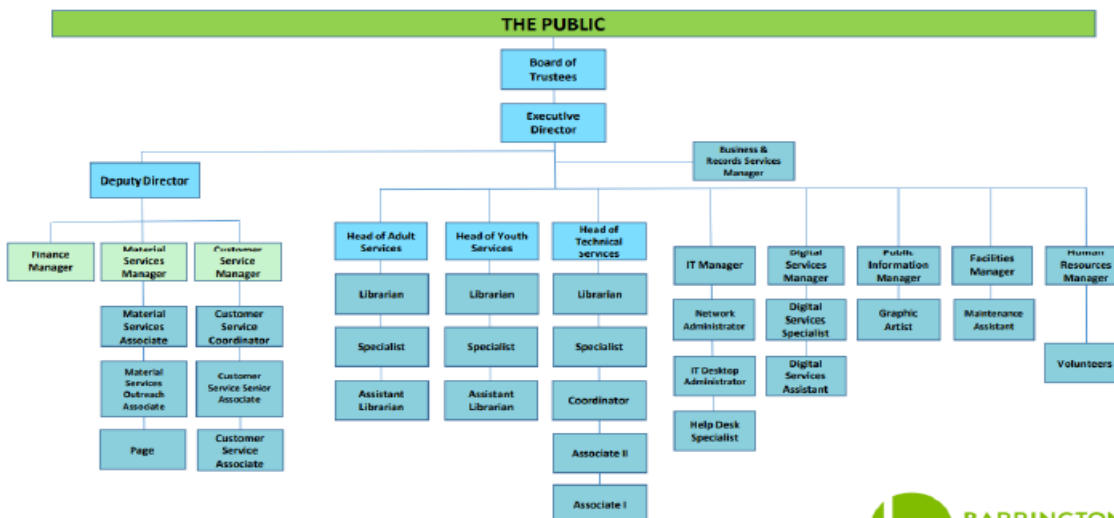 THE PUBLIC
Board of
Trustees
Executive
Director
Business &
Records Services
Manager
Deputy Director
Finance
Manager
Material
Services
Manager
Customer
Service
Manager
Head of Adult
Services
Head of Youth
Services
Head of
Technical
Services
IT Manager
Digital
Services
Manager
Public
Information
Manager
Facilities
Manager
Human
Resources
Manager
Material
Services
Associate
Customer
Service
Coordinator
Librarian
Librarian
Librarian
Network
Administrator
Digital
Services
Specialist
Graphic
Artist
Maintenance
Assistant
Volunteers
Material
Services
Outreach
Associate
Customer
Service Senior
Associate
Specialist
Specialist
Specialist
IT Desktop
Administrator
Digital
Services
Assistant
Page
Customer
Service
Associate
Assistant
Librarian
Assistant
Librarian
Coordinator
Help Desk
Specialist
Associate II
Associate I
BARRINGTON